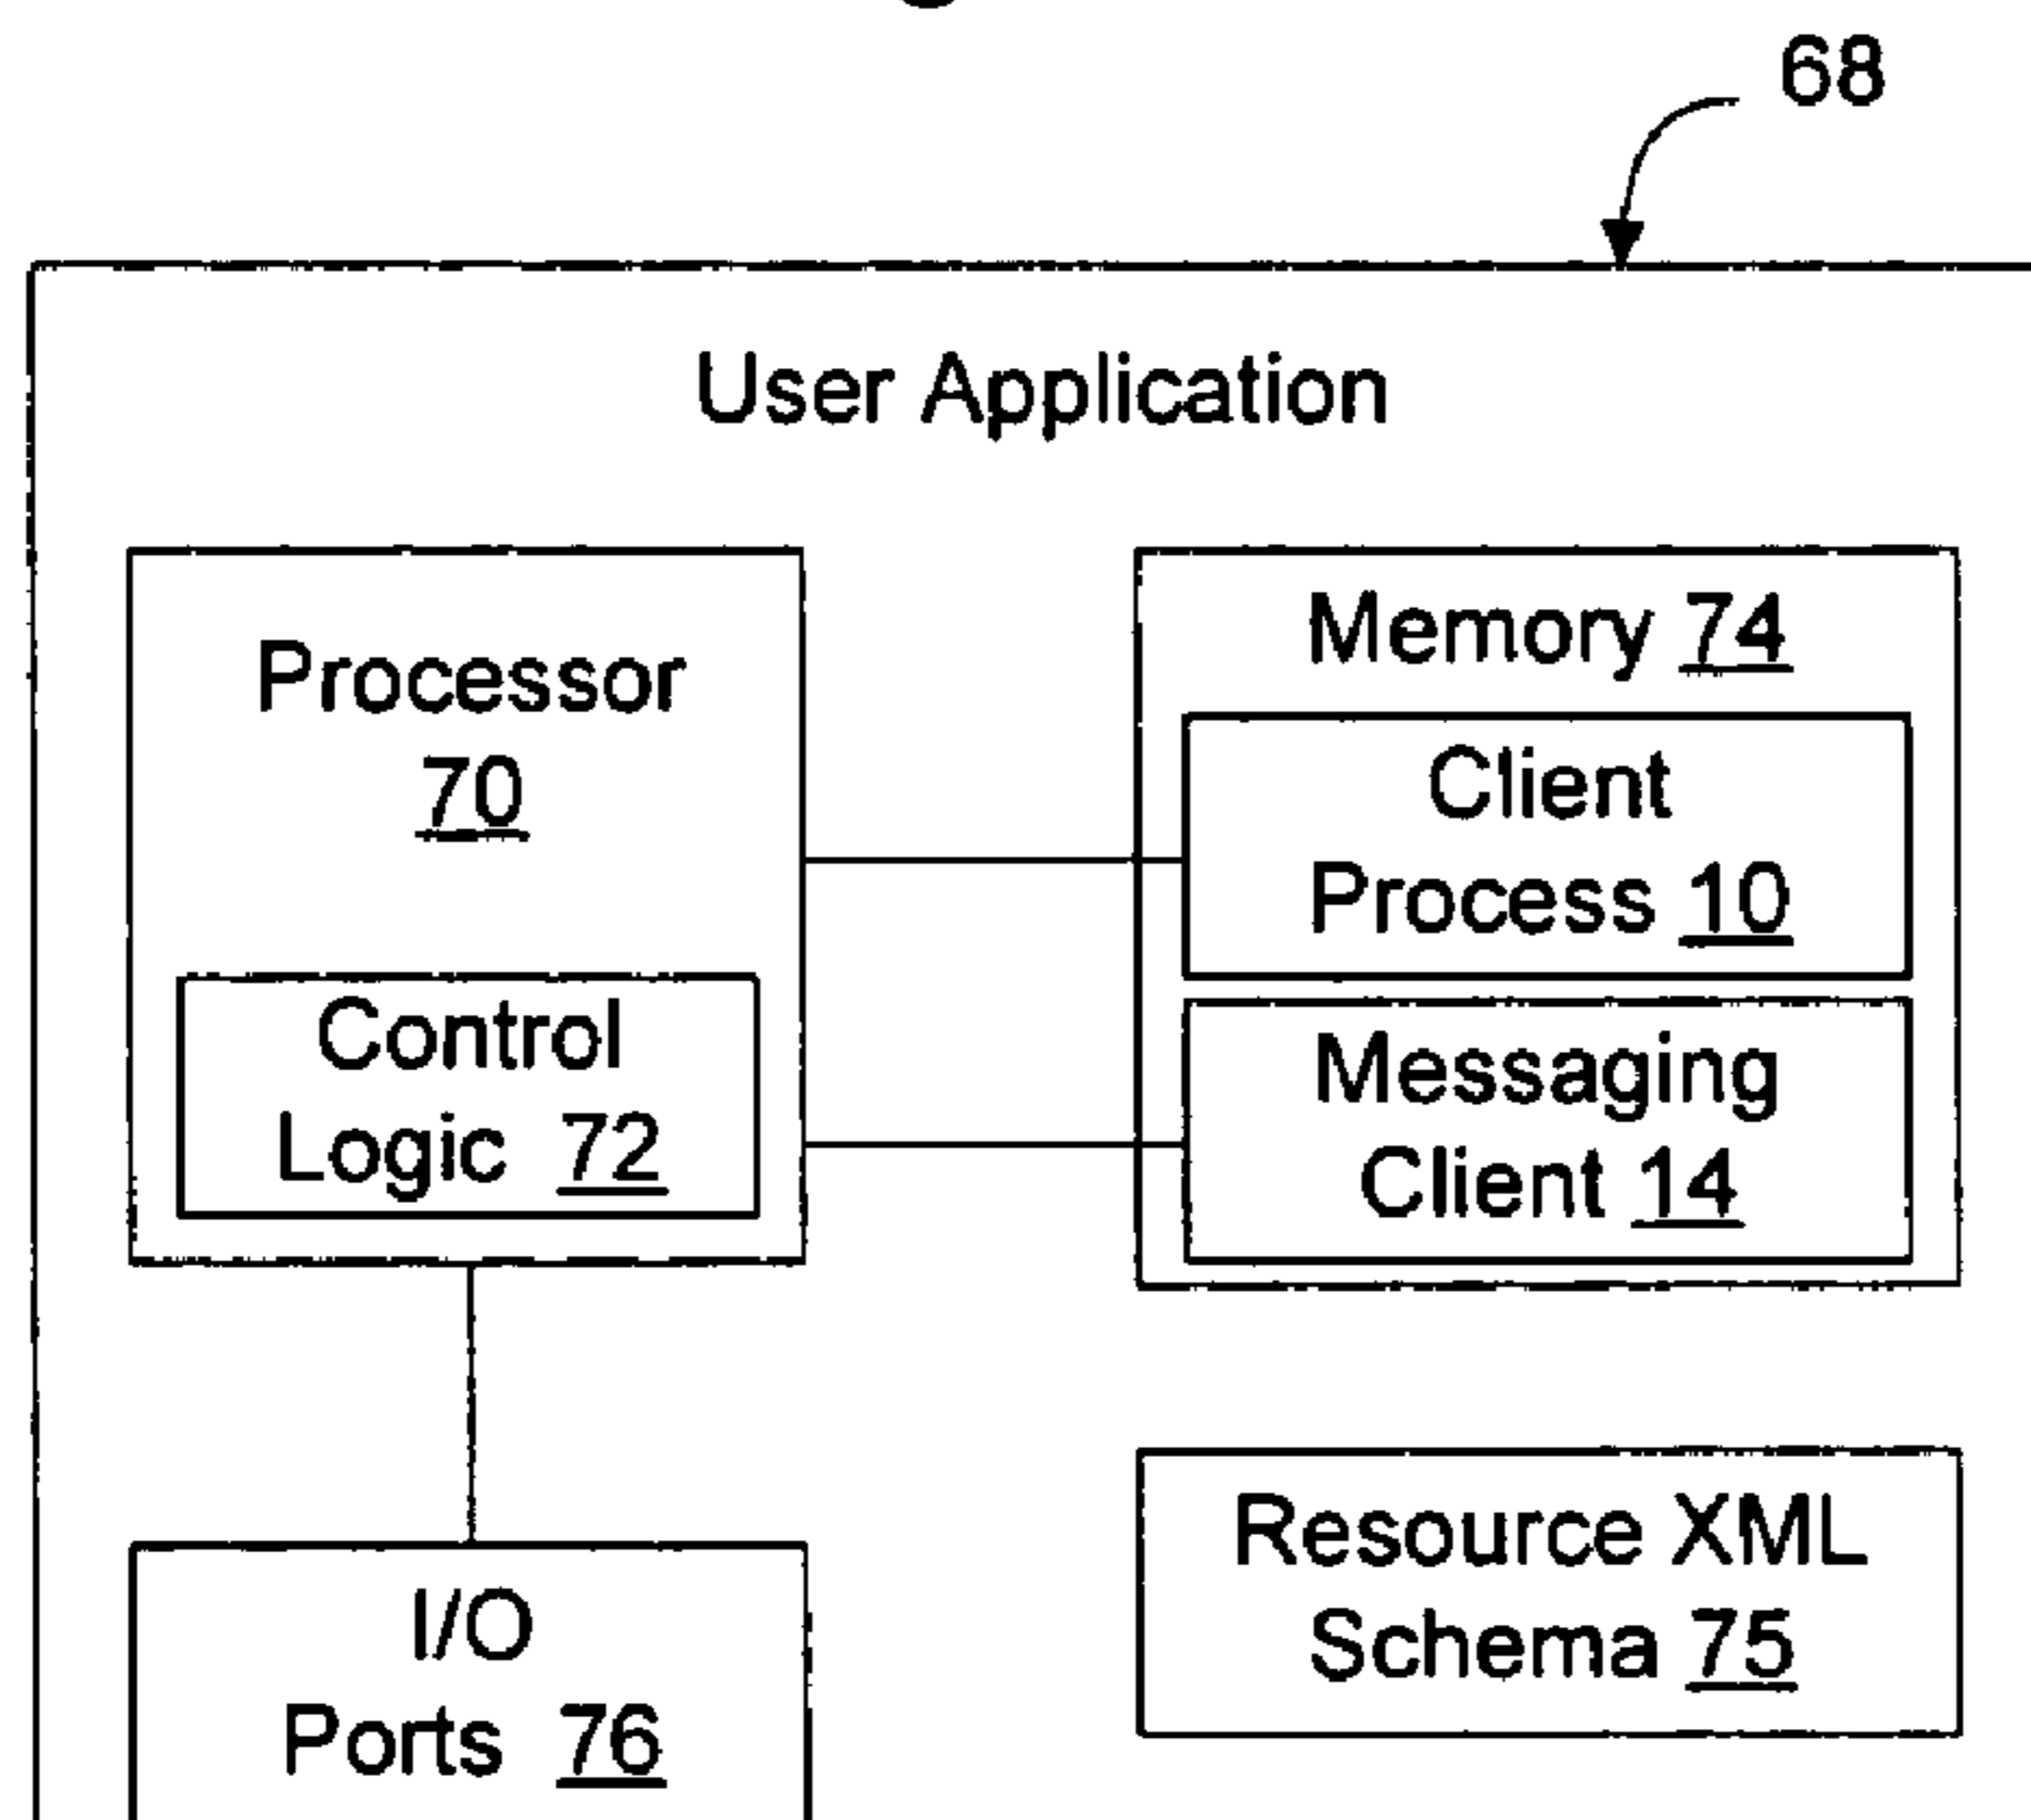 68
User Application
Processor
70
Control
Logic 72
Memory 74
Client
Process 10
Messaging
Client 14
I/O
Ports 76
Resource XML
Schema 75